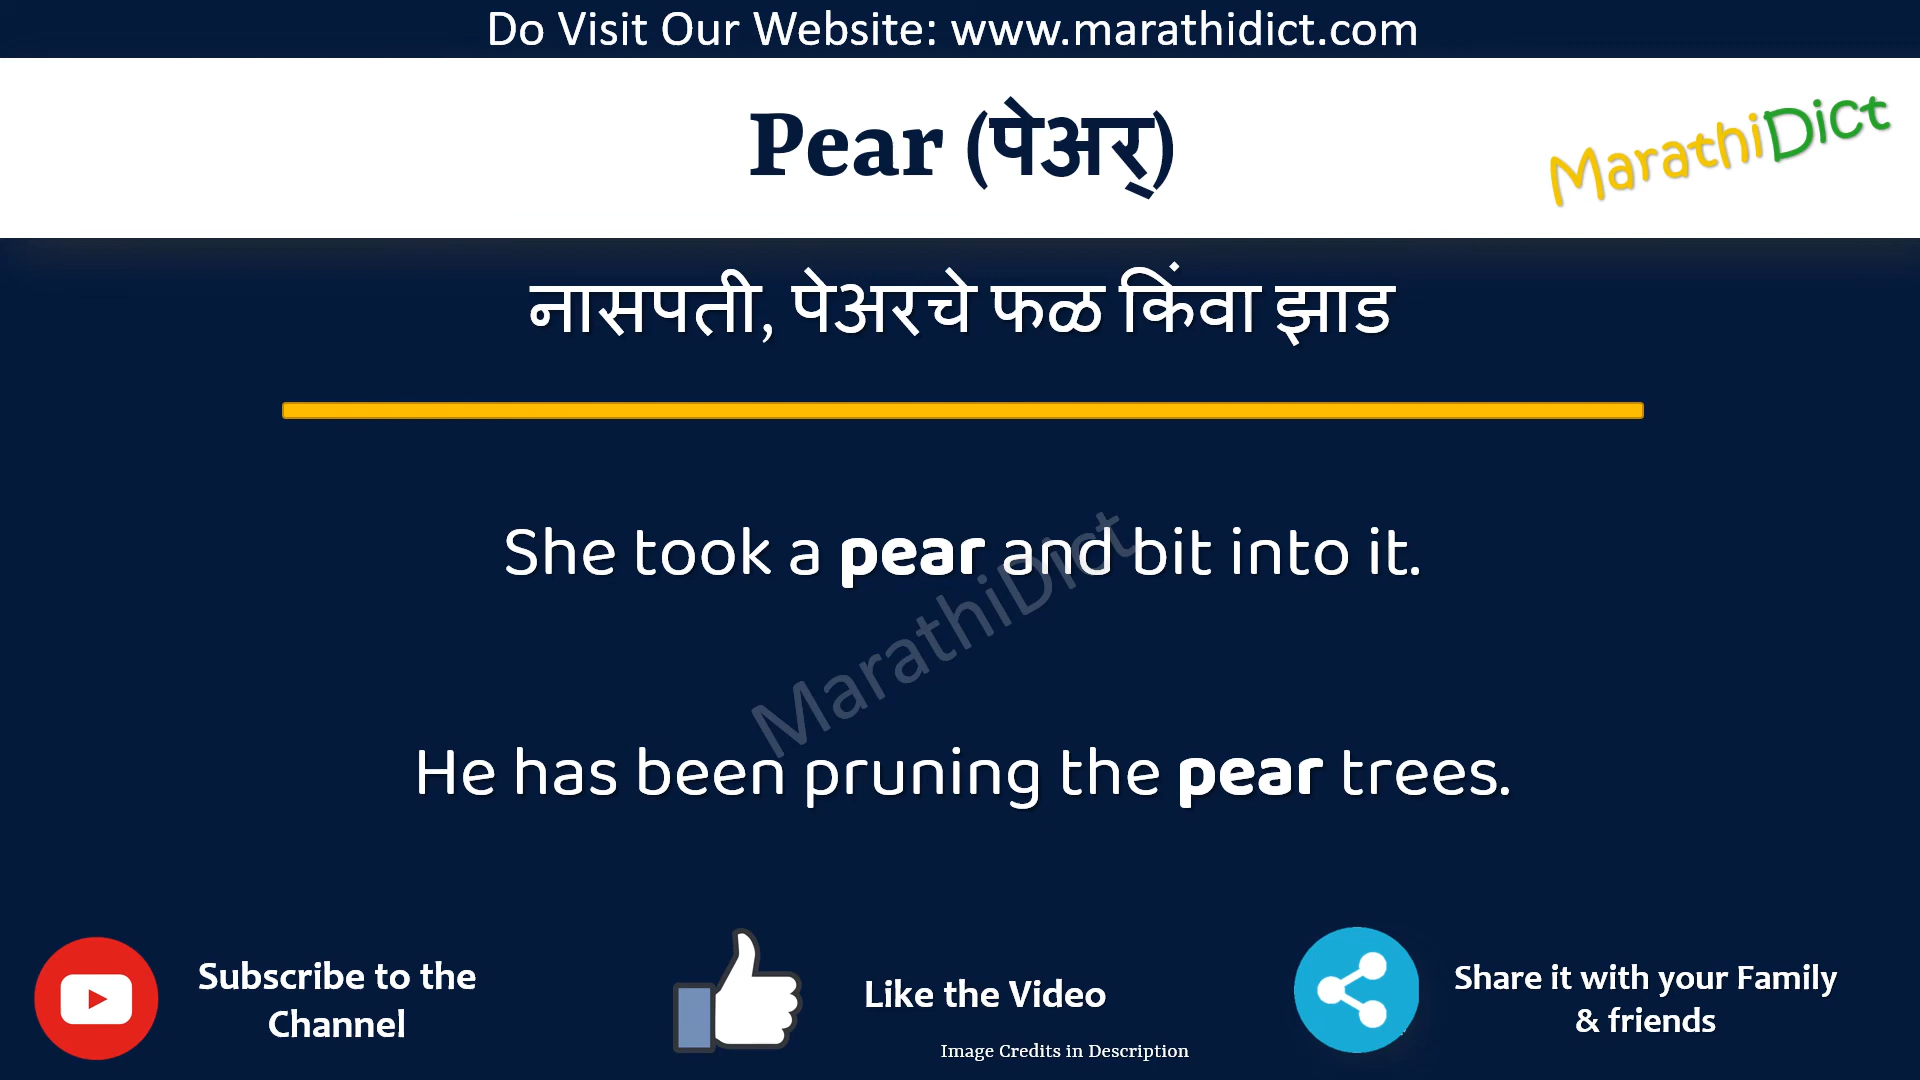 Do Visit Our Website: www.marathidict.com
Pear (पेअर्)
MarathiDict
नासपती, पेअरचे फळ किंवा झाड
She took a pear and bit into it.
MarathiDict
He has been pruning the pear trees.
Subscribe to the
Channel
Like the Video
Share it with your Family
& friends
Image Credits in Description